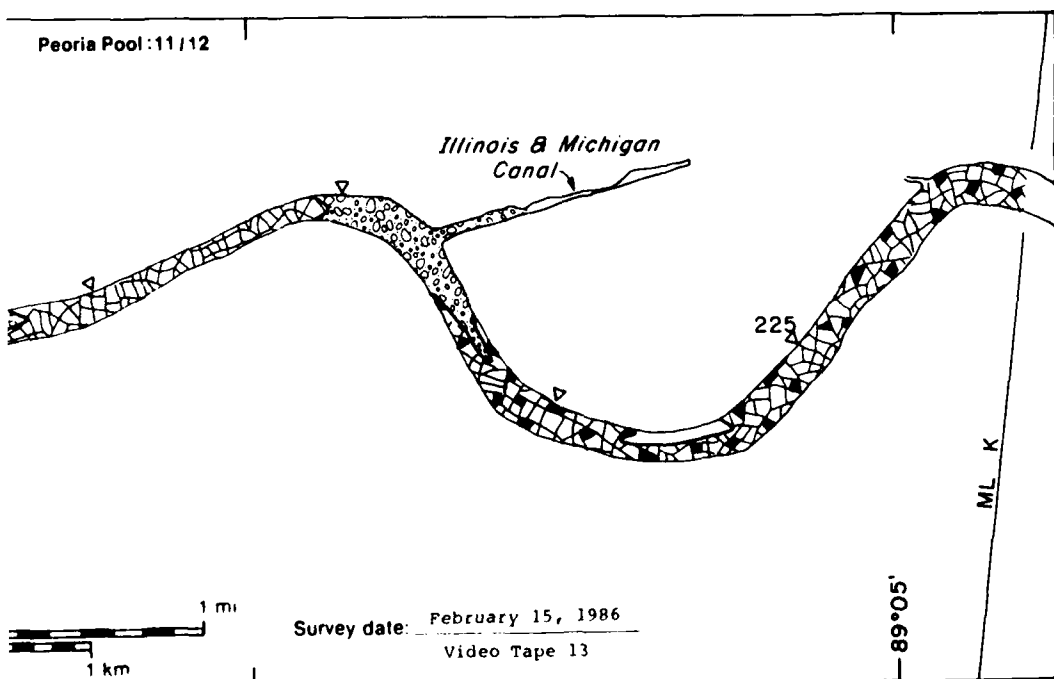 Peoria Pool: 11/12
Illinois & Michigan
Canal
225
ML K
1 mi
1 km
Survey date: February 15, 1986
Video Tape 13
89°05'